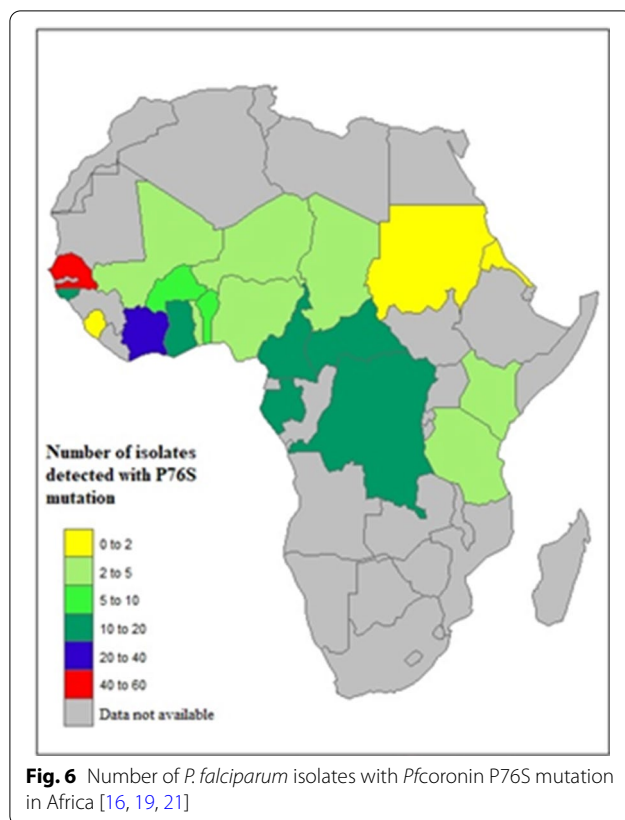 Number of isolates
detected with P76S
mutation
0 to 2
2 to 5
5 to 10
10 to 20
20 to 40
40 to 60
Data not available
Fig. 6 Number of P. falciparum isolates with Pfcoronin P76S mutation
in Africa [16, 19, 21]